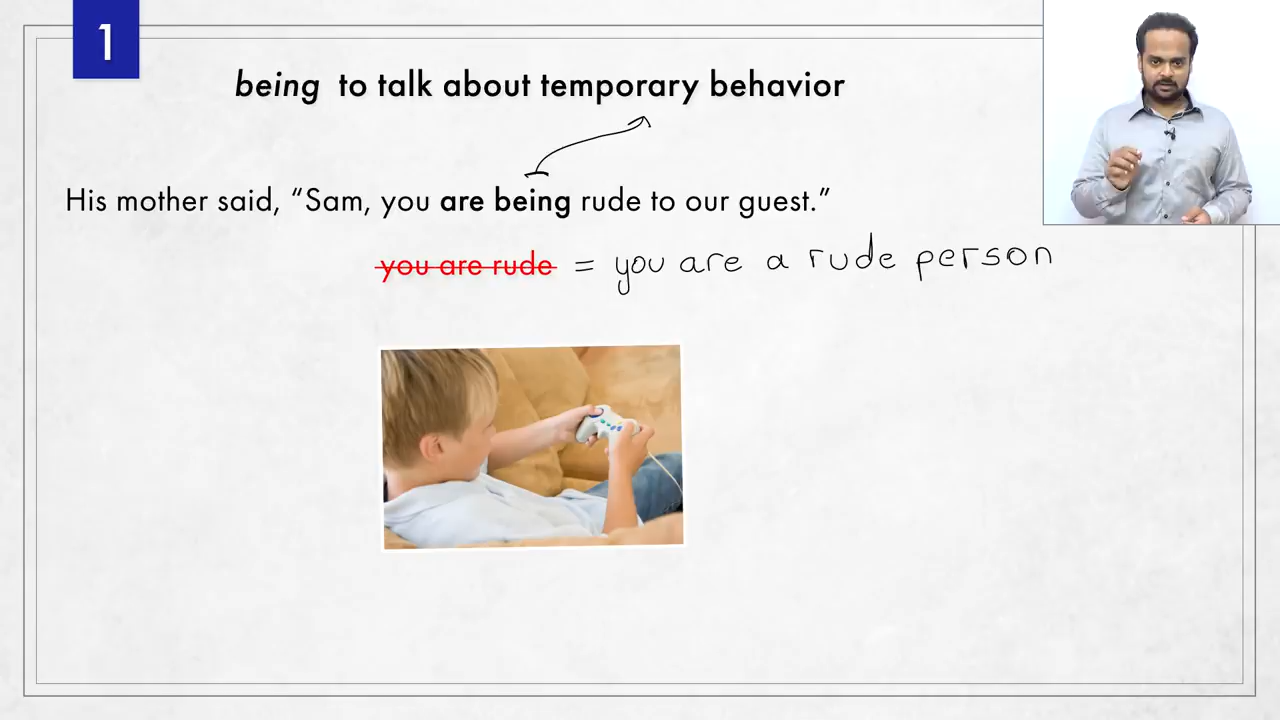 1
being to talk about temporary behavior
His mother said, “Sam, you are being rude to our guest.”
you are rude = you are a rude person